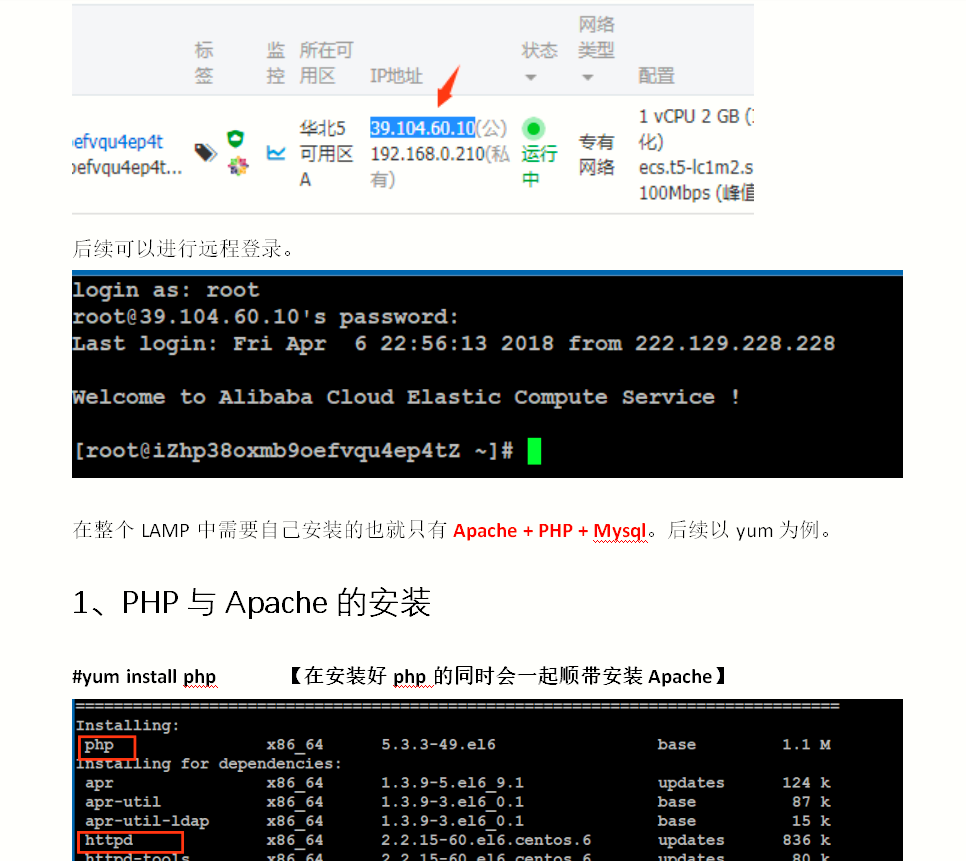 网络
标 监 所在可 状态 类型
签 控 用区 IP地址 配置
1 vCPU 2 GB (
华北5 39.104.60.10(公)
oefvqu4ep4t 可用区 192.168.0.210(私 运行 专有 化)
oefvqu4ep4t... A 有) 中 网络 ecs.t5-lc1m2.s
100Mbps (峰值
后续可以进行远程登录。
login as: root
root@39.104.60.10's password:
Last login: Fri Apr  6 22:56:13 2018 from 222.129.228.228
Welcome to Alibaba Cloud Elastic Compute Service !
[root@iZhp38oxmb9oefvqu4ep4tZ ~]#
在整个 LAMP 中需要自己安装的也就只有 Apache + PHP + Mysql。后续以 yum 为例。
1、PHP 与 Apache 的安装
#yum install php 【在安装好 php 的同时会一起顺带安装 Apache】
Installing:
php x86_64 5.3.3-49.el6 base 1.1 M
Installing for dependencies:
apr x86_64 1.3.9-5.el6_9.1 updates 124 k
apr-util x86_64 1.3.9-3.el6_0.1 base 87 k
apr-util-ldap x86_64 1.3.9-3.el6_0.1 base 15 k
httpd x86_64 2.2.15-60.el6.centos.6 updates 836 k
httpd-tools x86_64 2.2.15-60.el6.centos.6 updates 80 k